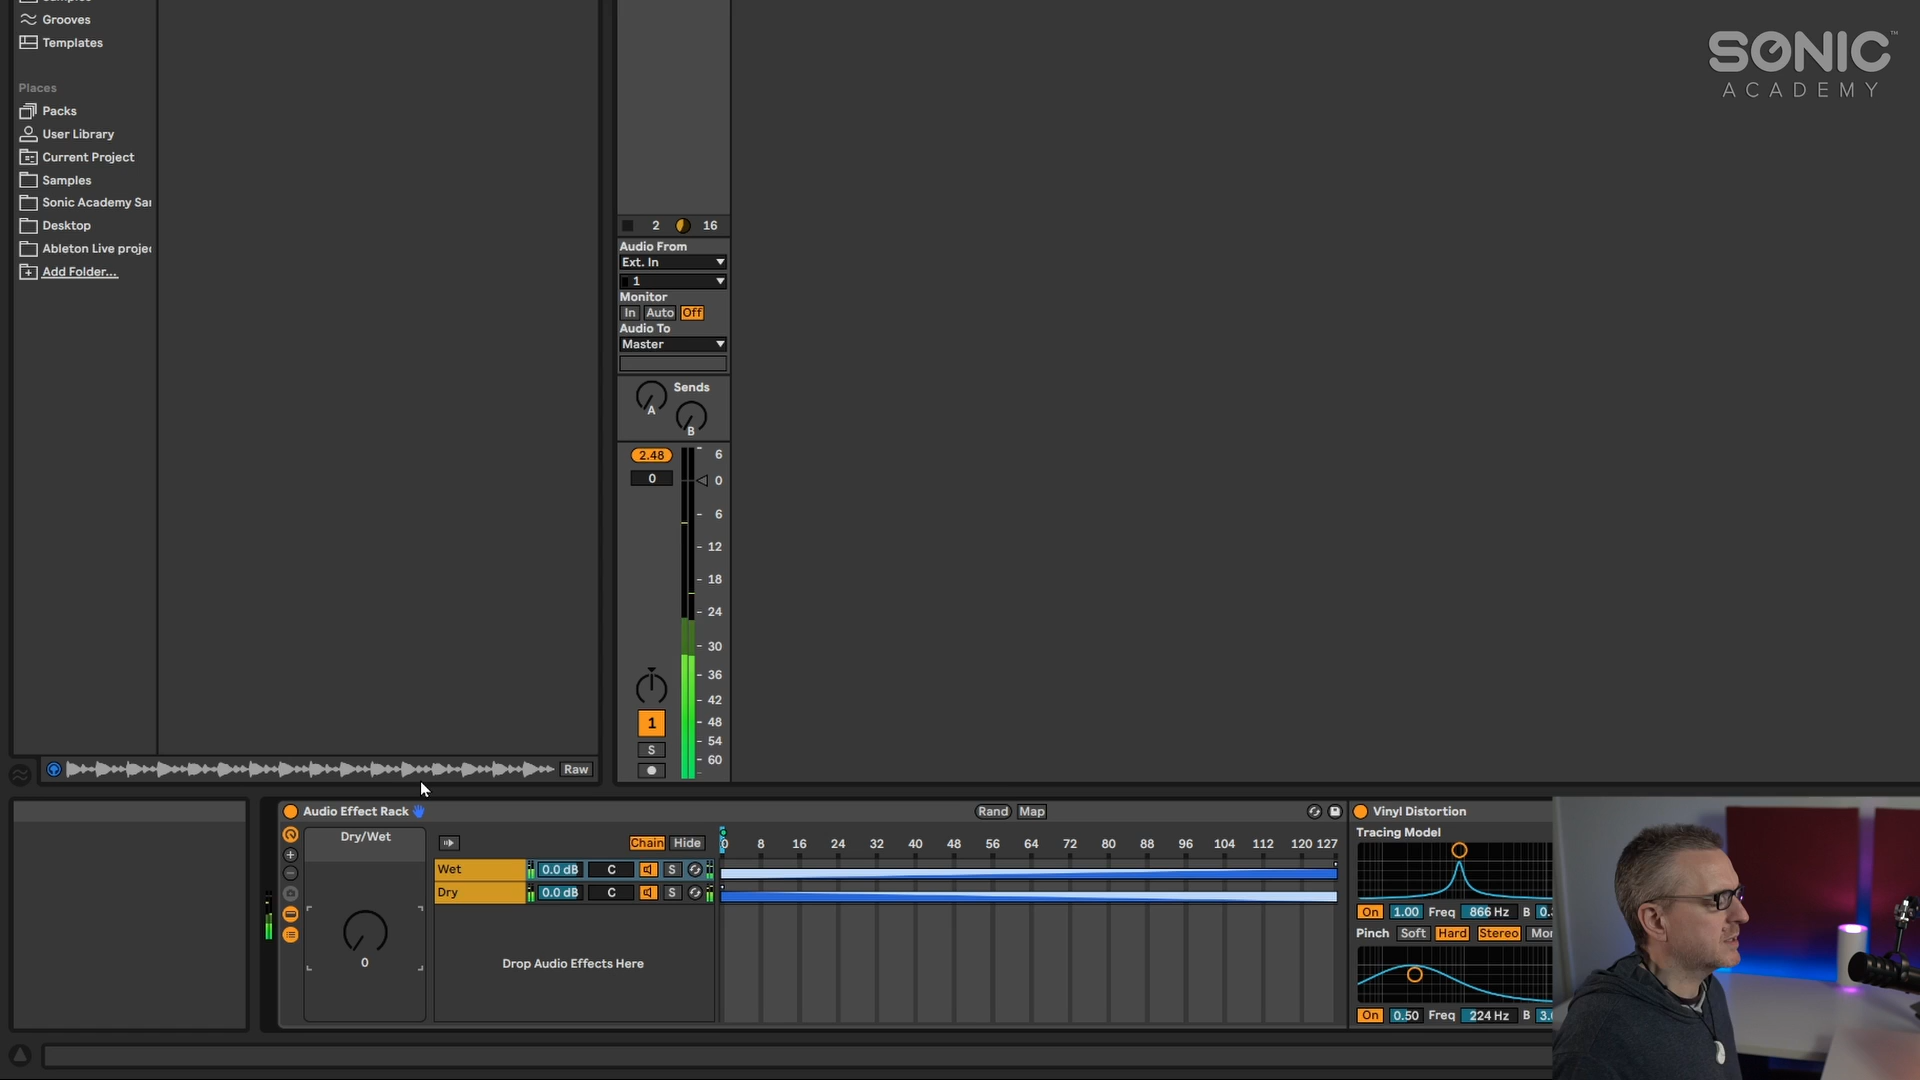 Grooves
Templates
Places
Packs
User Library
Current Project
Samples
Sonic Academy Sa
Desktop
Ableton Live proje
Add Folder...
SONIC™
ACADEMY
2 16
Audio From
Ext. In
1
Monitor
In Auto Off
Audio To
Master
Sends
A
B
2.48
0
6
0
6
12
18
24
30
36
42
48
54
60
1
S
Raw
Audio Effect Rack
Rand Map
Dry/Wet
0
Chain Hide
0 8 16 24 32 40 48 56 64 72 80 88 96 104 112 120 127
Wet 0.0 dB C S
Dry 0.0 dB C S
Drop Audio Effects Here
Vinyl Distortion
Tracing Model
On 1.00 Freq 866 Hz B 0.
Pinch Soft Hard Stereo Mo
On 0.50 Freq 224 Hz B 3.